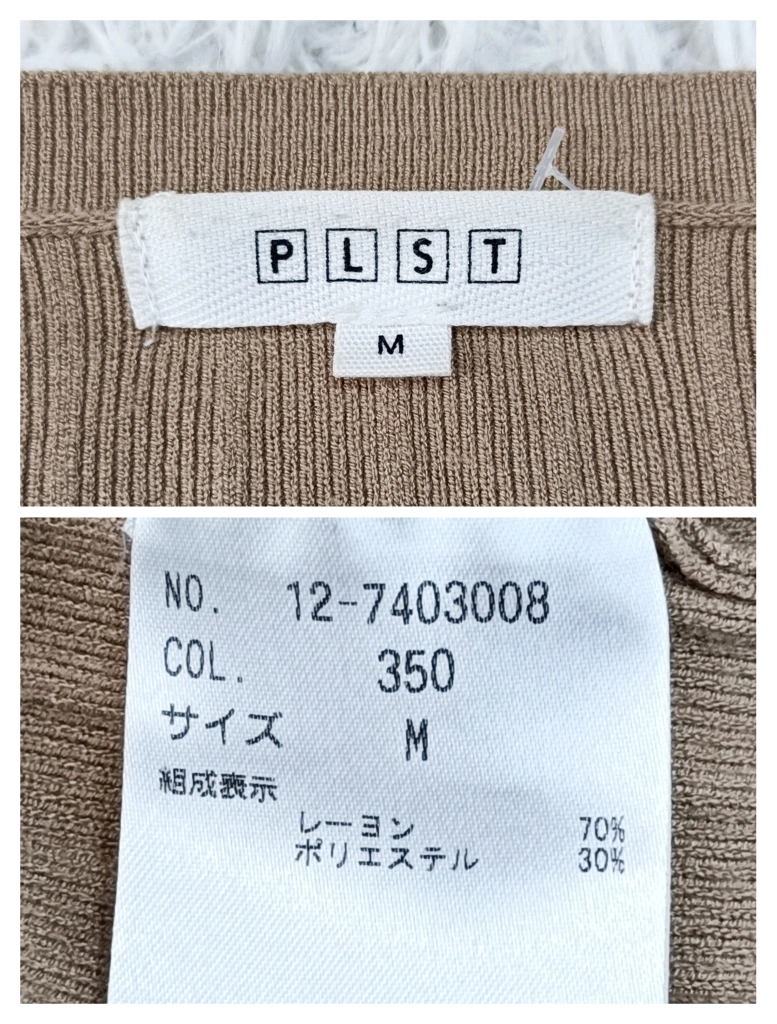 PLST
M
NO. 12-7403008
COL. 350
サイズ M
組成表示
レーヨン 70%
ポリエステル 30%